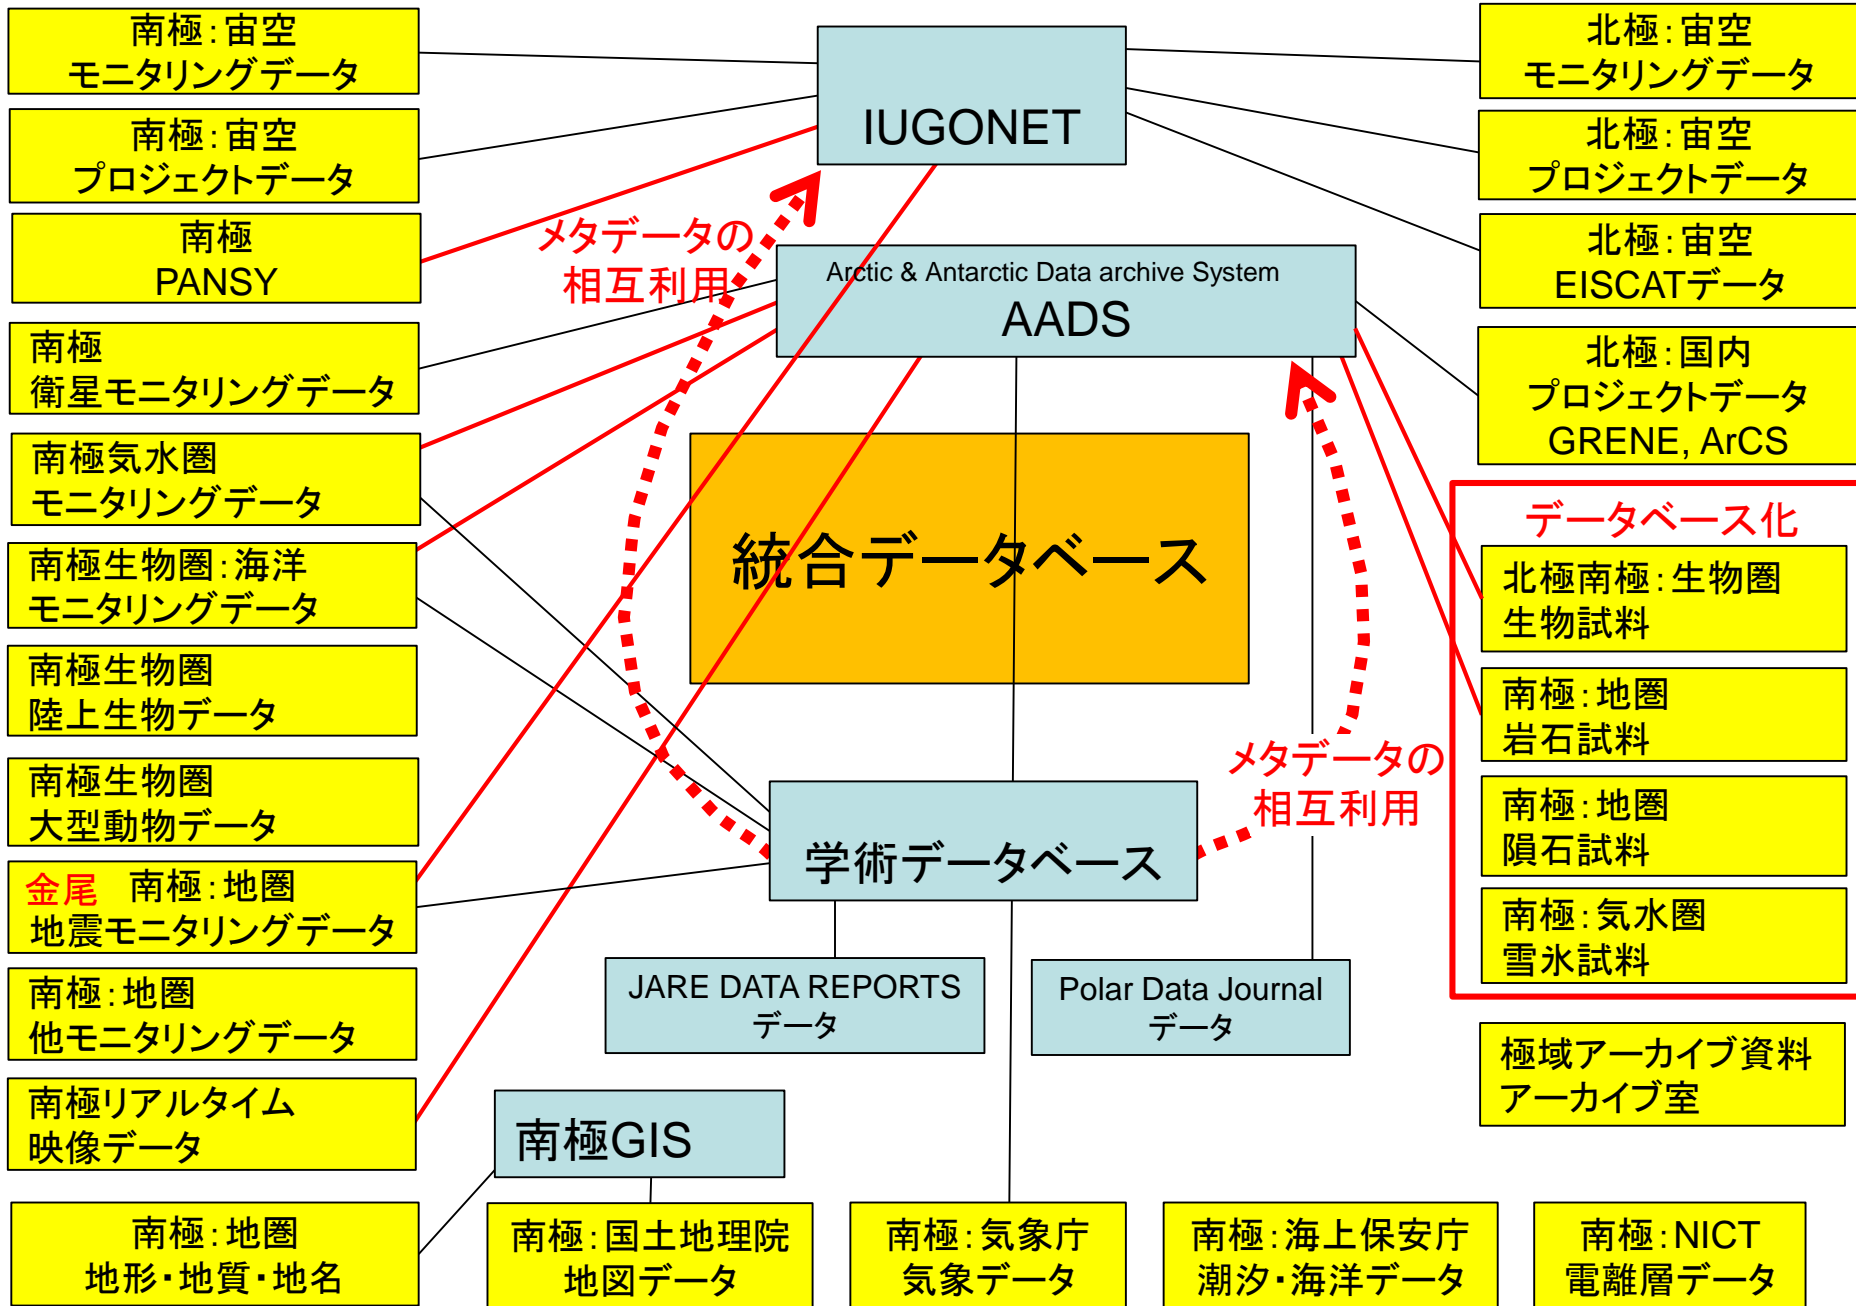 南極：宙空
モニタリングデータ
南極：宙空
プロジェクトデータ
南極
PANSY
南極
衛星モニタリングデータ
南極気水圏
モニタリングデータ
南極生物圏：海洋
モニタリングデータ
南極生物圏
陸上生物データ
南極生物圏
大型動物データ
金尾　南極：地圏
地震モニタリングデータ
南極：地圏
他モニタリングデータ
南極リアルタイム
映像データ
南極：地圏
地形・地質・地名
IUGONET
メタデータの
相互利用
Arctic & Antarctic Data archive System
AADS
統合データベース
メタデータの
相互利用
学術データベース
JARE DATA REPORTS
データ
Polar Data Journal
データ
南極GIS
南極：国土地理院
地図データ
南極：気象庁
気象データ
南極：海上保安庁
潮汐・海洋データ
南極：NICT
電離層データ
北極：宙空
モニタリングデータ
北極：宙空
プロジェクトデータ
北極：宙空
EISCATデータ
北極：国内
プロジェクトデータ
GRENE, ArCS
データベース化
北極南極：生物圏
生物試料
南極：地圏
岩石試料
南極：地圏
隕石試料
南極：気水圏
雪氷試料
極域アーカイブ資料
アーカイブ室